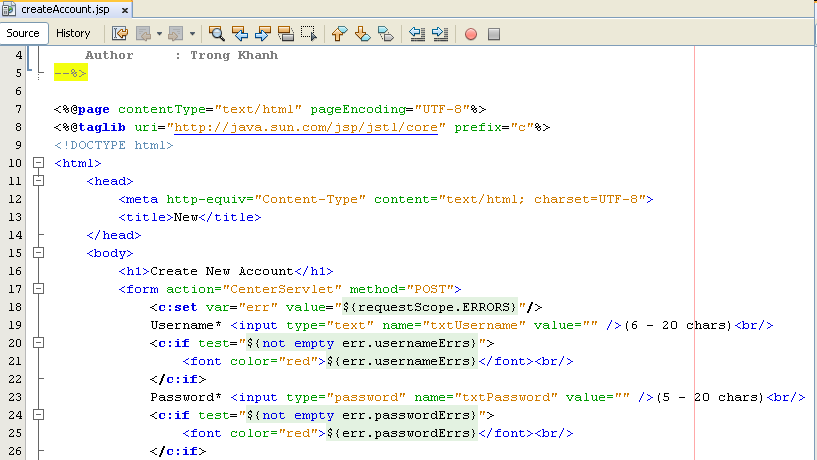 createAccount.jsp
Source History
4 Author : Trong Khanh
5 --%>
6
7 <%@page contentType="text/html" pageEncoding="UTF-8"%>
8 <%@taglib uri="http://java.sun.com/jsp/jstl/core" prefix="c"%>
9 <!DOCTYPE html>
10 <html>
11 <head>
12 <meta http-equiv="Content-Type" content="text/html; charset=UTF-8">
13 <title>New</title>
14 </head>
15 <body>
16 <h1>Create New Account</h1>
17 <form action="CenterServlet" method="POST">
18 <c:set var="err" value="${requestScope.ERRORS}"/>
19 Username* <input type="text" name="txtUsername" value="" />(6 - 20 chars)<br/>
20 <c:if test="${not empty err.usernameErrs}">
21 <font color="red">${err.usernameErrs}</font><br/>
22 </c:if>
23 Password* <input type="password" name="txtPassword" value="" />(5 - 20 chars)<br/>
24 <c:if test="${not empty err.passwordErrs}">
25 <font color="red">${err.passwordErrs}</font><br/>
26 </c:if>